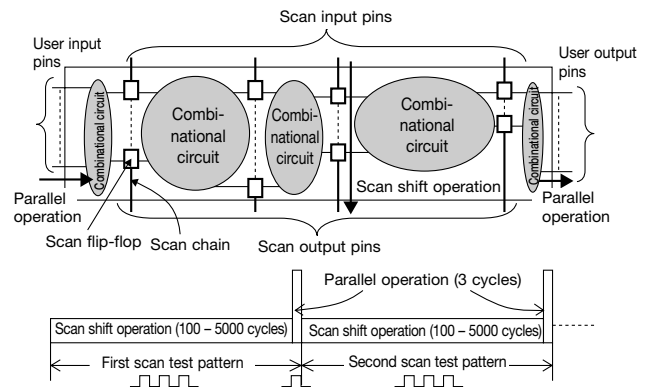 Scan input pins
User input
pins
User output
pins
Combinational circuit
Combi-
national
circuit
Combi-
national
circuit
Combi-
national
circuit
Combinational circuit
Scan shift operation
Parallel
operation
Parallel
operation
Scan flip-flop
Scan chain
Scan output pins
Parallel operation (3 cycles)
Scan shift operation (100 – 5000 cycles)
Scan shift operation (100 – 5000 cycles)
First scan test pattern
Second scan test pattern